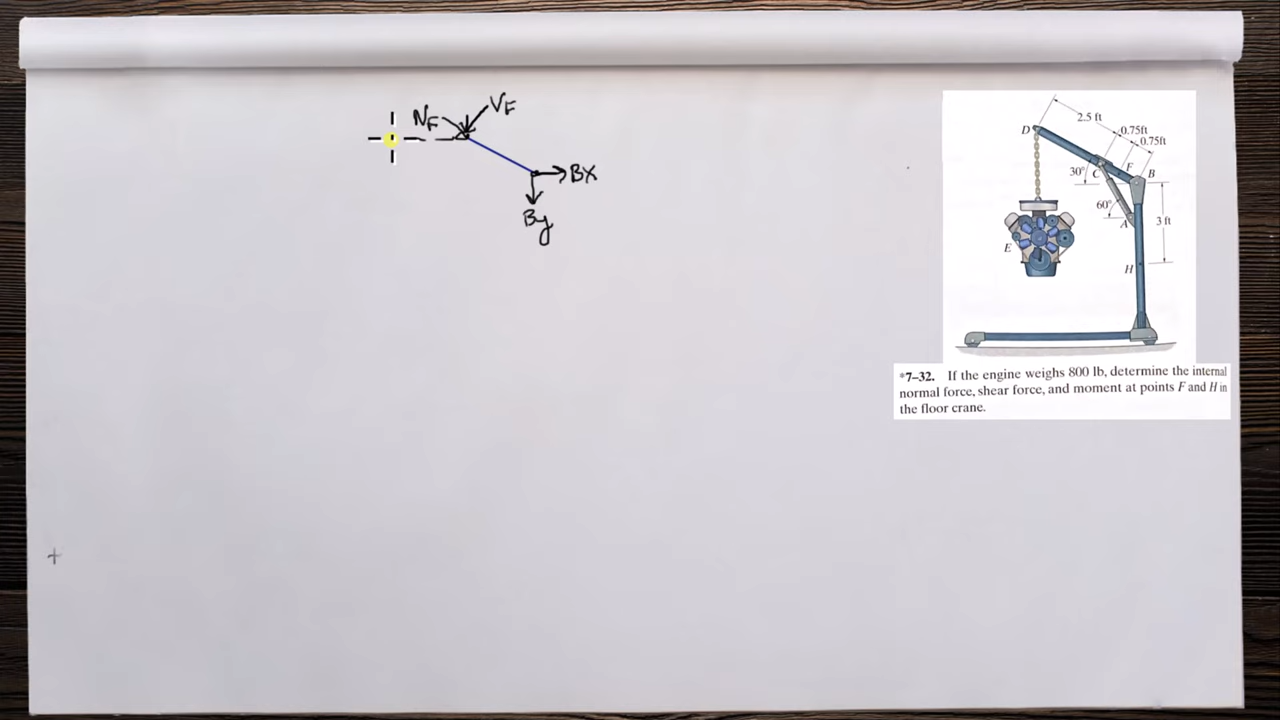 NF VF
BX
By
2.5 ft
0.75ft
0.75ft
D
F
B
30°
C
60°
A
3 ft
E
H
*7–32. If the engine weighs 800 lb, determine the internal
normal force, shear force, and moment at points F and H in
the floor crane.